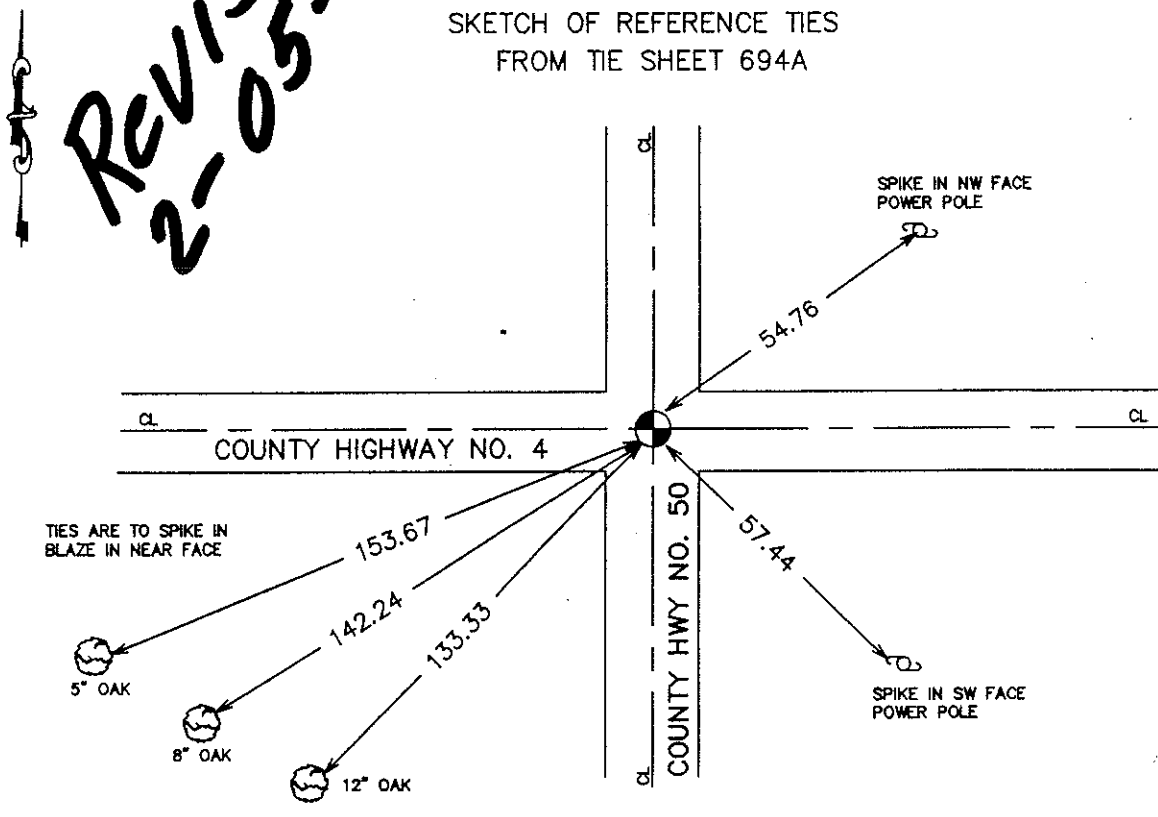 SKETCH OF REFERENCE TIES
FROM TIE SHEET 694A
2-05
CL
SPIKE IN NW FACE
POWER POLE
54.76
CL
CL
COUNTY HIGHWAY NO. 4
TIES ARE TO SPIKE IN
BLAZE IN NEAR FACE
153.67
142.24
133.33
COUNTY HWY NO. 50
57.44
5" OAK
8" OAK
12" OAK
SPIKE IN SW FACE
POWER POLE
CL